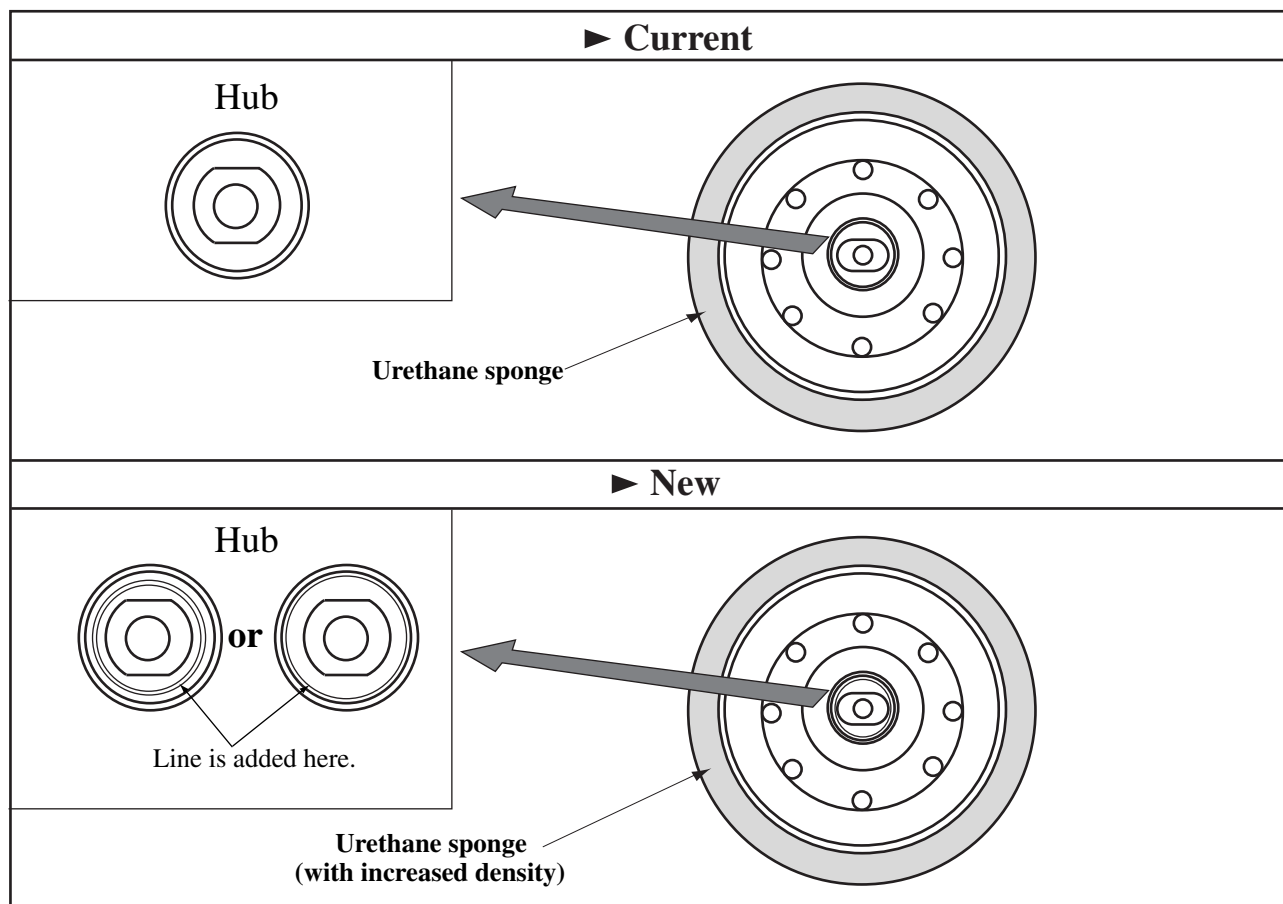 ► Current
Hub
Urethane sponge
► New
Hub
or
Line is added here.
Urethane sponge
(with increased density)